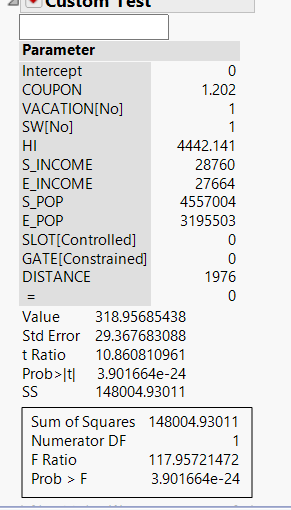 Custom Test
Parameter
Intercept 0
COUPON 1.202
VACATION[No] 1
SW[No] 1
HI 4442.141
S_INCOME 28760
E_INCOME 27664
S_POP 4557004
E_POP 3195503
SLOT[Controlled] 0
GATE[Constrained] 0
DISTANCE 1976
= 0
Value 318.95685438
Std Error 29.367683088
t Ratio 10.860810961
Prob>|t| 3.901664e-24
SS 148004.93011
Sum of Squares 148004.93011
Numerator DF 1
F Ratio 117.95721472
Prob > F 3.901664e-24